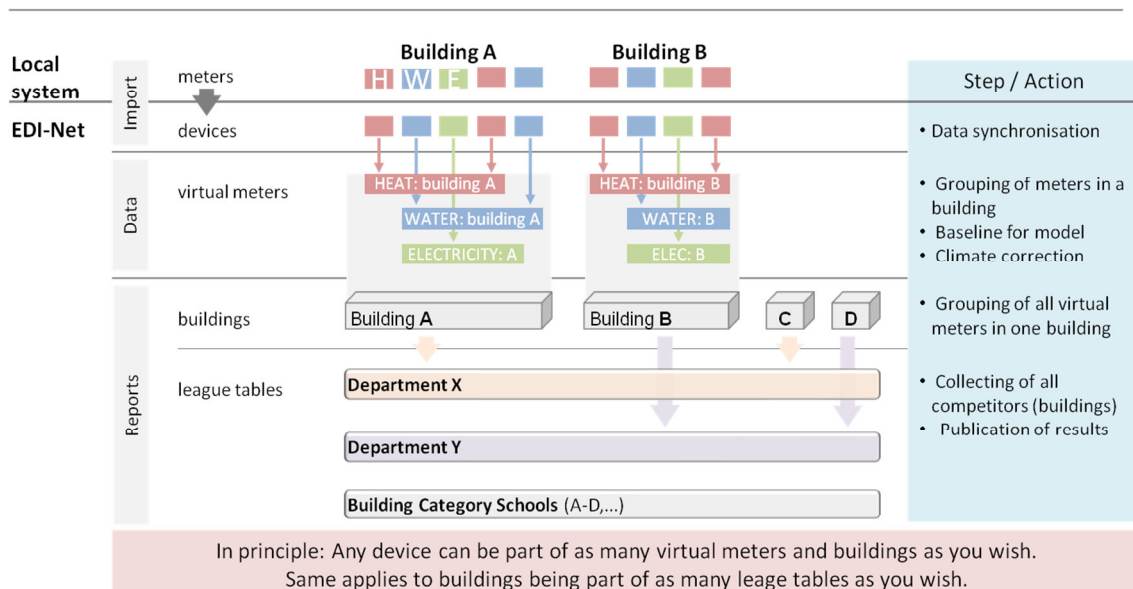 Building A
Building B
Local system
meters
H W E
Step / Action
Import
EDI-Net
devices
• Data synchronisation
Data
virtual meters
HEAT: building A
WATER: building A
ELECTRICITY: A
HEAT: building B
WATER: B
ELEC: B
• Grouping of meters in a
building
• Baseline for model
• Climate correction
Reports
buildings
Building A
Building B
C
D
• Grouping of all virtual
meters in one building
league tables
Department X
Department Y
Building Category Schools (A-D,...)
• Collecting of all
competitors (buildings)
• Publication of results
In principle: Any device can be part of as many virtual meters and buildings as you wish.
Same applies to buildings being part of as many leage tables as you wish.